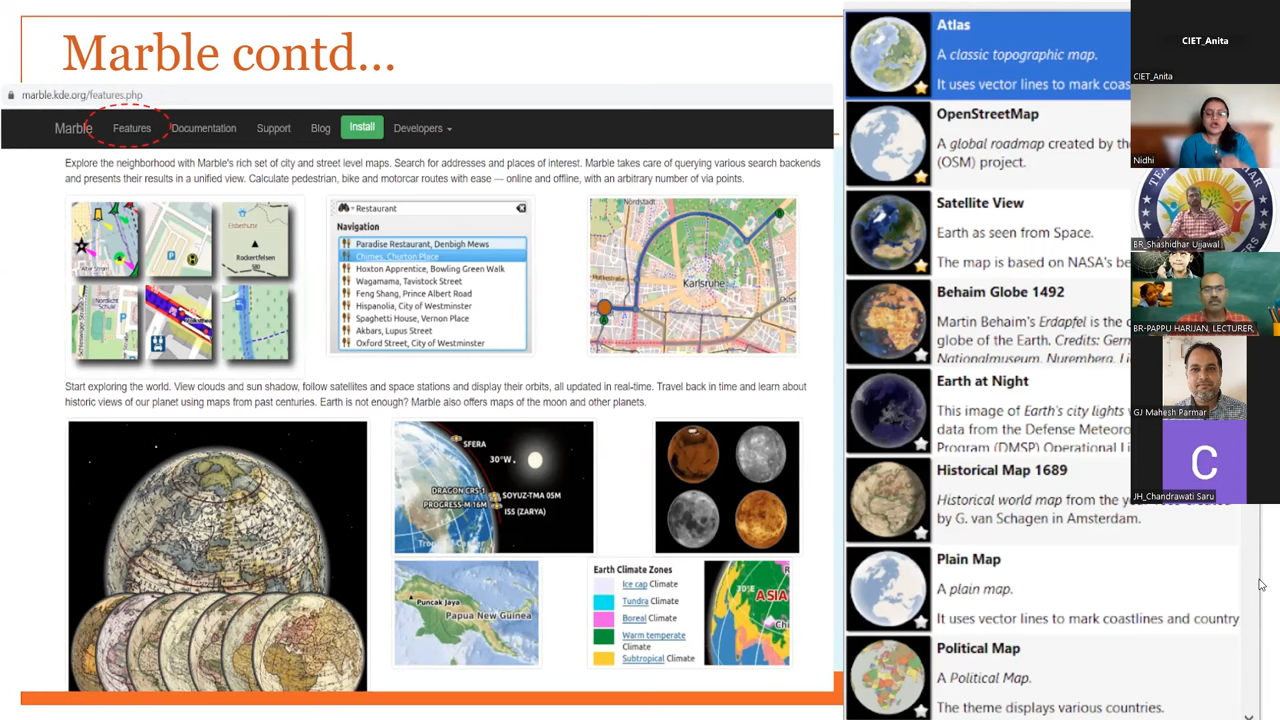 Marble contd...
marble.kde.org/features.php
Marble Features Documentation Support Blog Install Developers
Explore the neighborhood with Marble's rich set of city and street level maps. Search for addresses and places of interest. Marble takes care of querying various search backends
and presents their results in a unified view. Calculate pedestrian, bike and motorcar routes with ease — online and offline, with an arbitrary number of via points.
Elsbethhütte
Rockertfelsen
580
P
H
Restaurant
Navigation
Paradise Restaurant, Denbigh Mews
Chimes, Churton Place
Hoxton Apprentice, Bowling Green Walk
Wagamama, Tavistock Street
Feng Shang, Prince Albert Road
Hispanolia, City of Westminster
Spaghetti House, Vernon Place
Akbars, Lupus Street
Oxford Street, City of Westminster
Nordstadt
Karlsruhe
Start exploring the world. View clouds and sun shadow, follow satellites and space stations and display their orbits, all updated in real-time. Travel back in time and learn about
historic views of our planet using maps from past centuries. Earth is not enough? Marble also offers maps of the moon and other planets.
SFERA
30°W
DRAGON CRS-1
SOYUZ-TMA 05M
PROGRESS-M 16M
ISS (ZARYA)
Puncak Jaya
Papua New Guinea
Earth Climate Zones
Ice cap Climate
Tundra Climate
Boreal Climate
Warm temperate
Climate
Subtropical Climate
70°E
ASIA
Atlas
A classic topographic map.
It uses vector lines to mark coas
OpenStreetMap
A global roadmap created by the
(OSM) project.
Satellite View
Earth as seen from Space.
The map is based on NASA's be
Behaim Globe 1492
Martin Behaim's Erdapfel is the
globe of the Earth. Credits: Gern
Nationalmuseum, Nuremberg,
Earth at Night
This image of Earth's city lights
data from the Defense Meteoro
Program (DMSP) Operational Li
Historical Map 1689
Historical world map from the
by G. van Schagen in Amsterdam.
Plain Map
A plain map.
It uses vector lines to mark coastlines and country
Political Map
A Political Map.
The theme displays various countries.
CIET_Anita
CIET_Anita
Nidhi
BR_Shashidhar Ujjawal
BR-PAPPU HARIJAN, LECTURER,
GJ Mahesh Parmar
C
JH_Chandrawati Saru